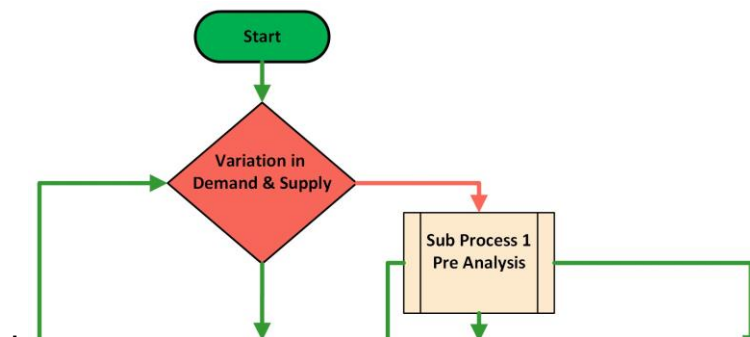 Start
Variation in
Demand & Supply
Sub Process 1
Pre Analysis